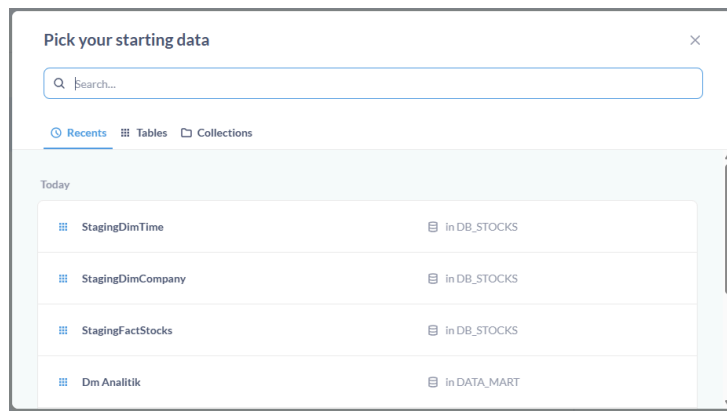 Pick your starting data
Search...
Recents Tables Collections
Today
StagingDimTime in DB_STOCKS
StagingDimCompany in DB_STOCKS
StagingFactStocks in DB_STOCKS
Dm Analitik in DATA_MART